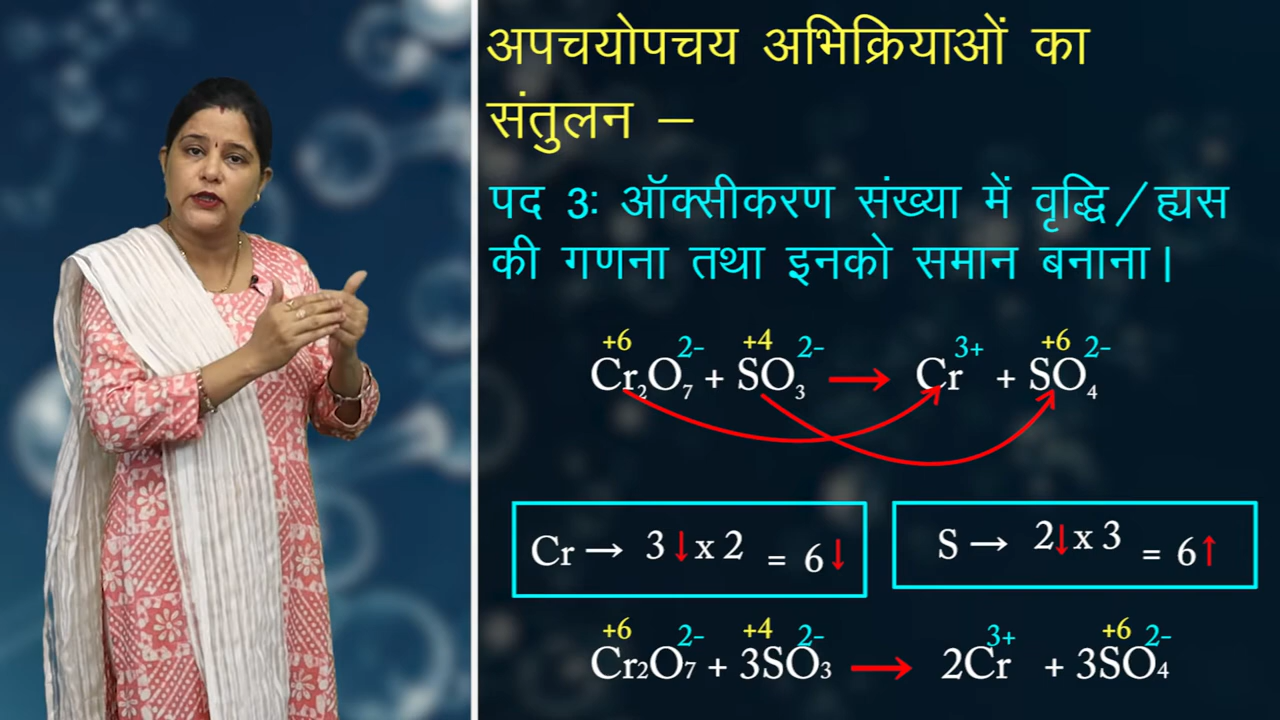 अपचयोपचय अभिक्रियाओं का
संतुलन –
पद 3: ऑक्सीकरण संख्या में वृद्धि/ह्यस
की गणना तथा इनको समान बनाना।
+6 2– +4 2– 3+ +6 2–
Cr₂O₇ + SO₃ → Cr + SO₄
Cr → 3↓ x 2 = 6↓
S → 2↓ x 3 = 6↑
+6 2– +4 2– 3+ +6 2–
Cr₂O₇ + 3SO₃ → 2Cr + 3SO₄